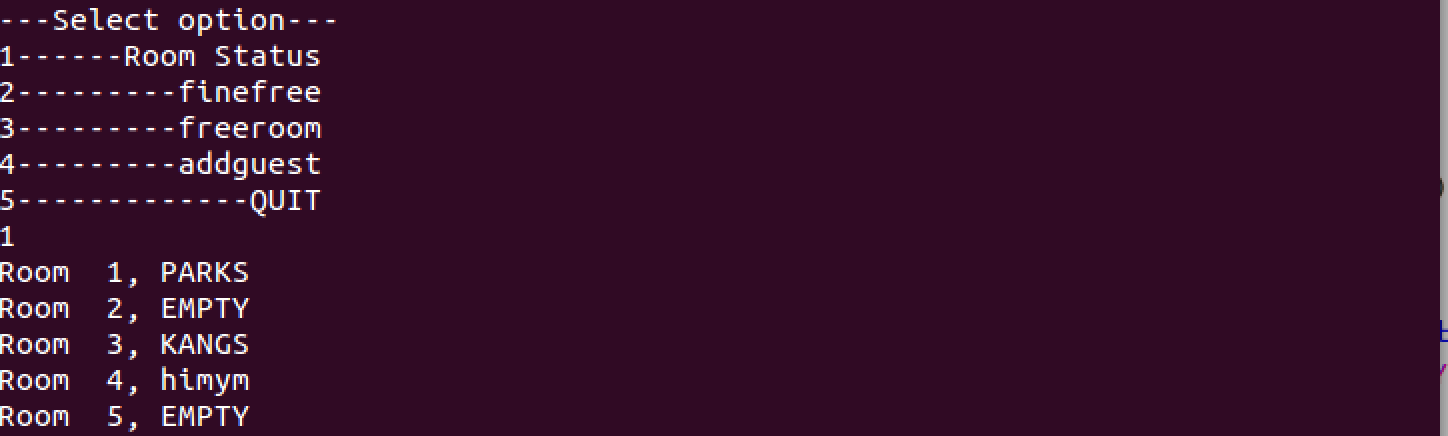 ---Select option---
1------Room Status
2---------finefree
3---------freeroom
4---------addguest
5-------------QUIT
1
Room  1, PARKS
Room  2, EMPTY
Room  3, KANGS
Room  4, himym
Room  5, EMPTY